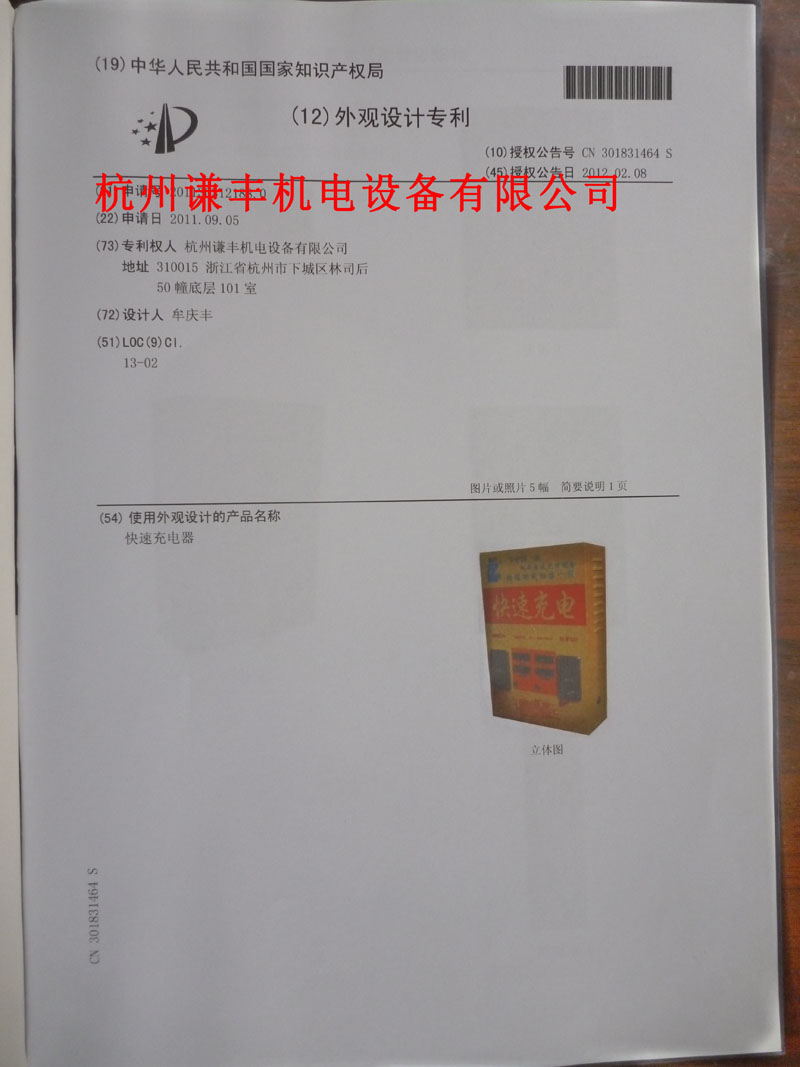 (19)中华人民共和国国家知识产权局
(12)外观设计专利
(10)授权公告号 CN 301831464 S
(45)授权公告日 2012.02.08
杭州谦丰机电设备有限公司
(22)申请日 2011.09.05
(73)专利权人 杭州谦丰机电设备有限公司
地址 310015 浙江省杭州市下城区林司后
50幢底层101室
(72)设计人 牟庆丰
(51)LOC(9)Cl.
13-02
图片或照片 5 幅 简要说明 1 页
(54)使用外观设计的产品名称
快速充电器
快速充电
立体图
CN 301831464 S